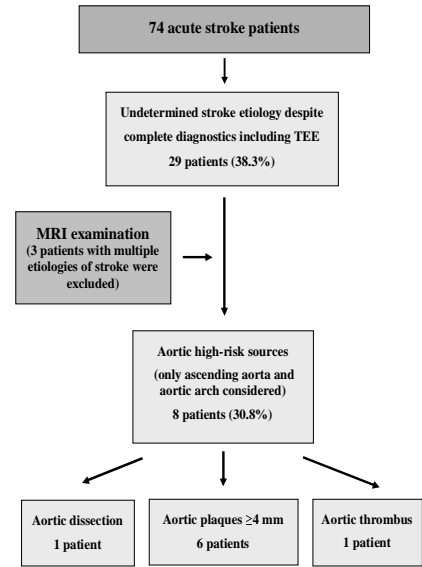 74 acute stroke patients
Undetermined stroke etiology despite
complete diagnostics including TEE
29 patients (38.3%)
MRI examination
(3 patients with multiple
etiologies of stroke were
excluded)
Aortic high-risk sources
(only ascending aorta and
aortic arch considered)
8 patients (30.8%)
Aortic dissection
1 patient
Aortic plaques ≥4 mm
6 patients
Aortic thrombus
1 patient